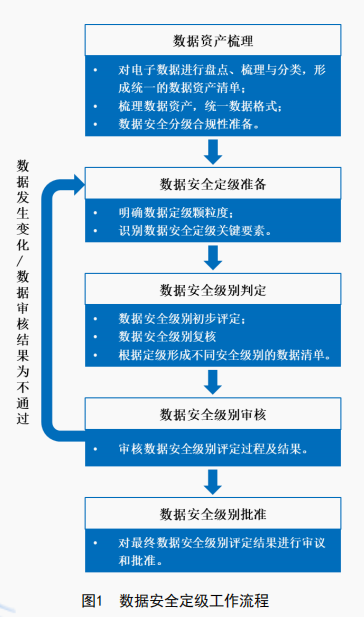 数据资产梳理
• 对电子数据进行盘点、梳理与分类，形
成统一的数据资产清单；
• 梳理数据资产，统一数据格式；
• 数据安全分级合规性准备。
数据安全定级准备
• 明确数据定级颗粒度；
• 识别数据安全定级关键要素。
数据安全级别判定
• 数据安全级别初步评定；
• 数据安全级别复核
• 根据定级形成不同安全级别的数据清单。
数据安全级别审核
• 审核数据安全级别评定过程及结果。
数据安全级别批准
• 对最终数据安全级别评定结果进行审议
和批准。
数据发生变化/数据审核结果为不通过
图1 数据安全定级工作流程